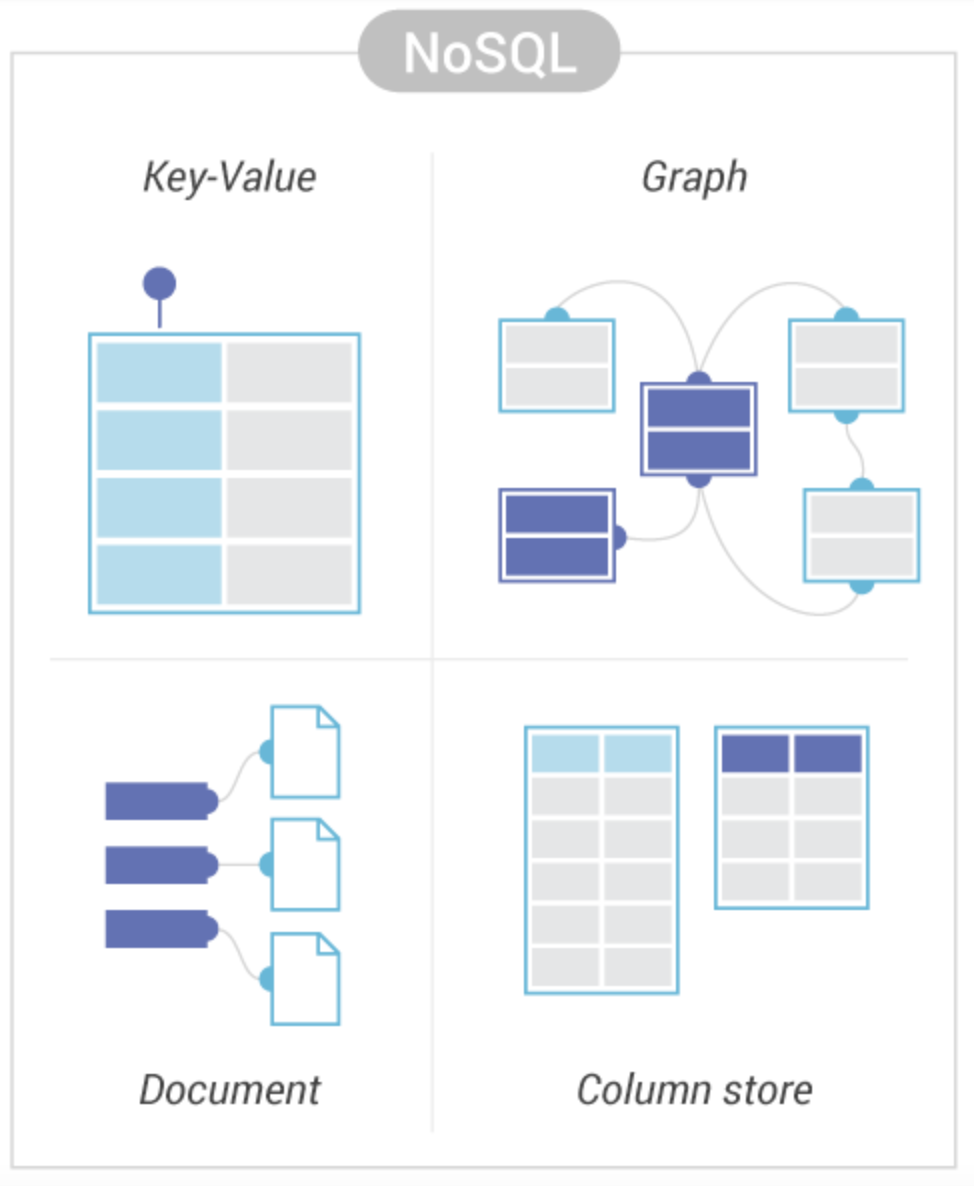 NoSQL
Key-Value
Graph
Document
Column store